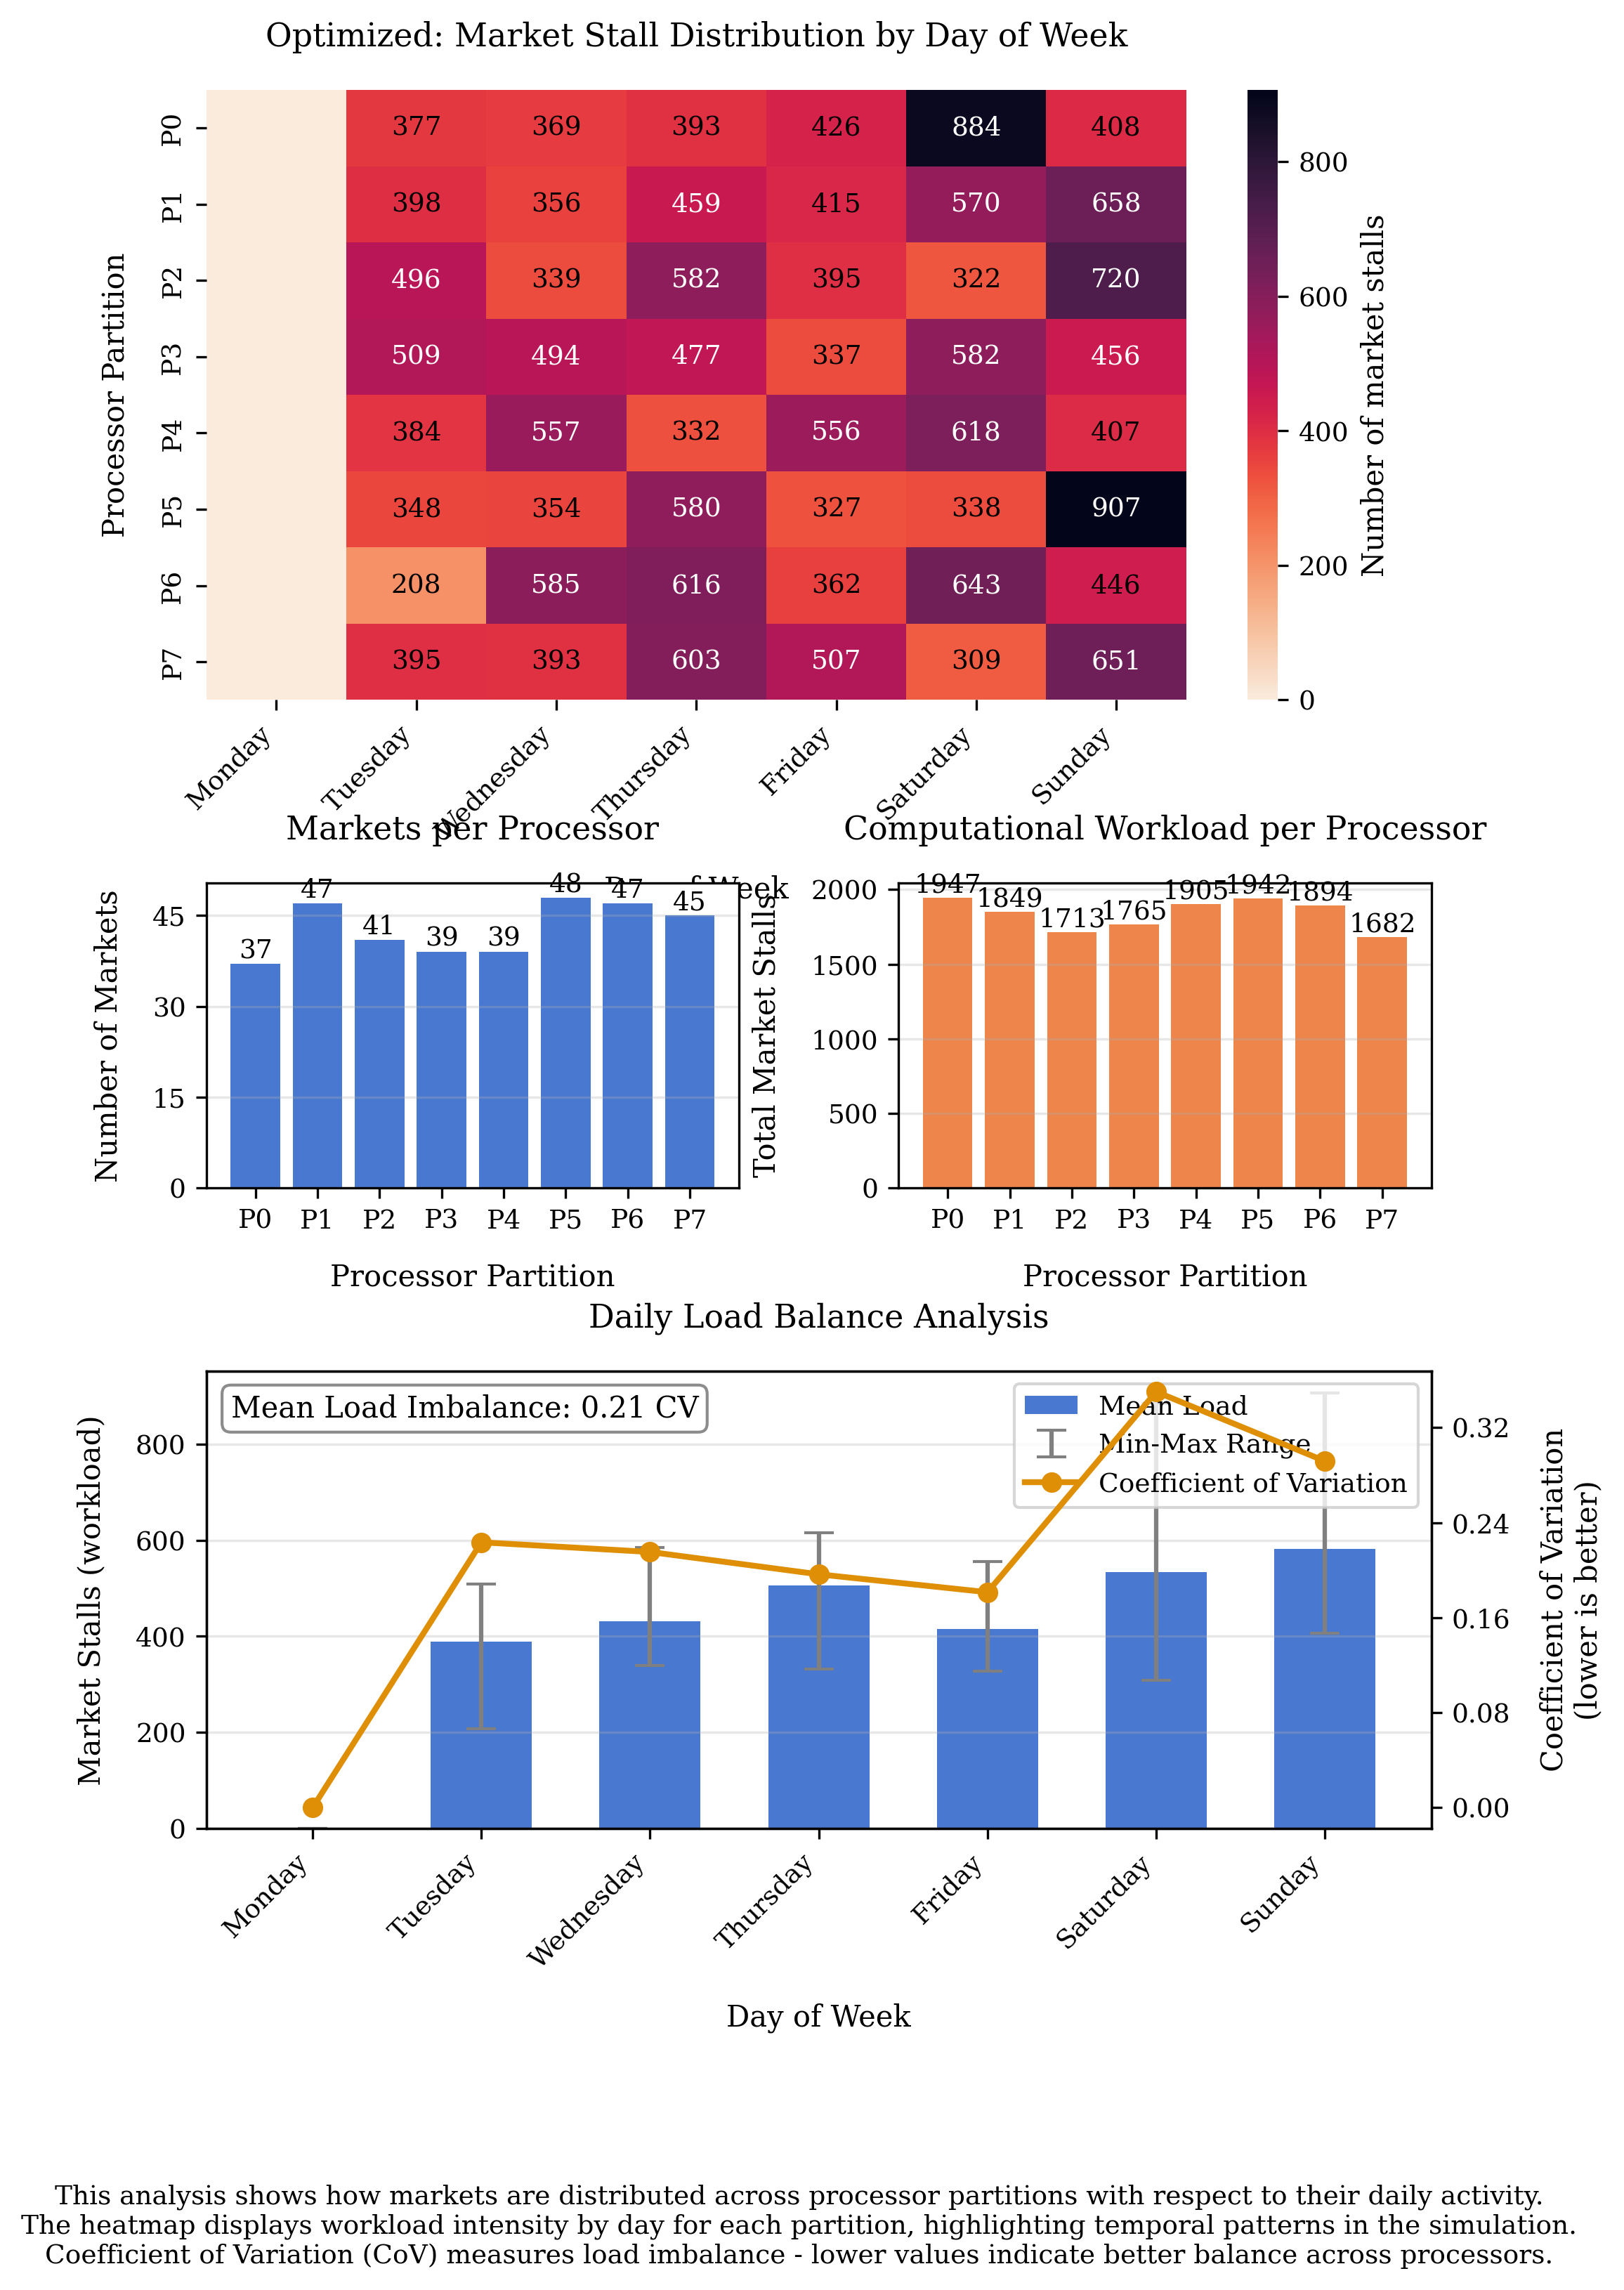 Optimized: Market Stall Distribution by Day of Week
Processor Partition
P0 377 369 393 426 884 408
P1 398 356 459 415 570 658
P2 496 339 582 395 322 720
P3 509 494 477 337 582 456
P4 384 557 332 556 618 407
P5 348 354 580 327 338 907
P6 208 585 616 362 643 446
P7 395 393 603 507 309 651
Monday Tuesday Wednesday Thursday Friday Saturday Sunday
Day of Week
800
600
400
200
0
Number of market stalls
Markets per Processor
Number of Markets
45
30
15
0
37 47 41 39 39 48 47 45
P0 P1 P2 P3 P4 P5 P6 P7
Processor Partition
Computational Workload per Processor
Total Market Stalls
2000
1500
1000
500
0
1947 1849 1713 1765 1905 1942 1894 1682
P0 P1 P2 P3 P4 P5 P6 P7
Processor Partition
Daily Load Balance Analysis
Mean Load Imbalance: 0.21 CV
Mean Load
Min-Max Range
Coefficient of Variation
Market Stalls (workload)
800
600
400
200
0
0.32
0.24
0.16
0.08
0.00
Coefficient of Variation
(lower is better)
Monday Tuesday Wednesday Thursday Friday Saturday Sunday
Day of Week
This analysis shows how markets are distributed across processor partitions with respect to their daily activity.
The heatmap displays workload intensity by day for each partition, highlighting temporal patterns in the simulation.
Coefficient of Variation (CoV) measures load imbalance - lower values indicate better balance across processors.